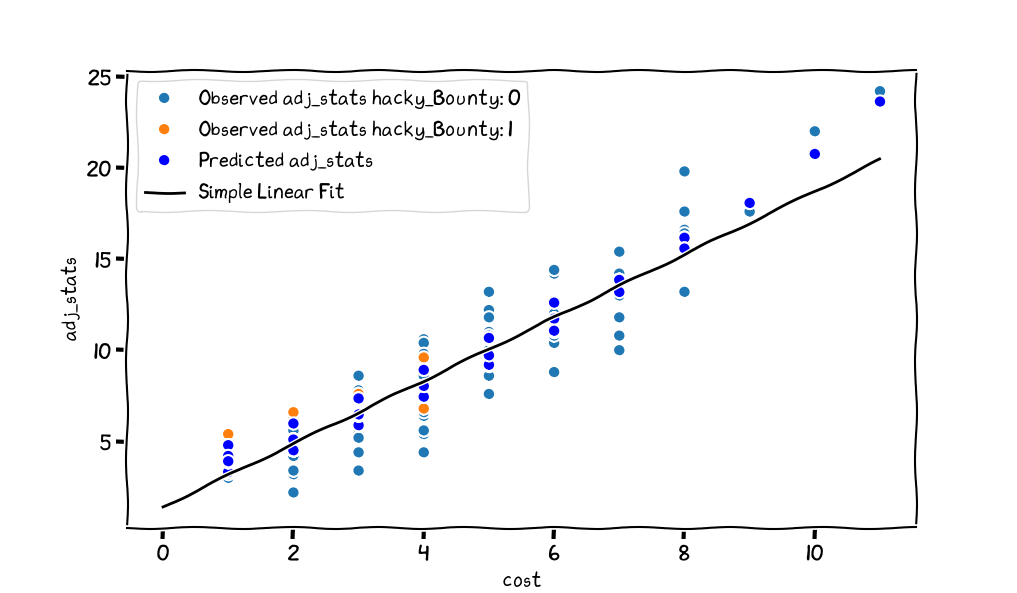 25
20
15
10
5
adj_stats
Observed adj_stats hacky_Bounty: 0
Observed adj_stats hacky_Bounty: 1
Predicted adj_stats
Simple Linear Fit
0 2 4 6 8 10
cost